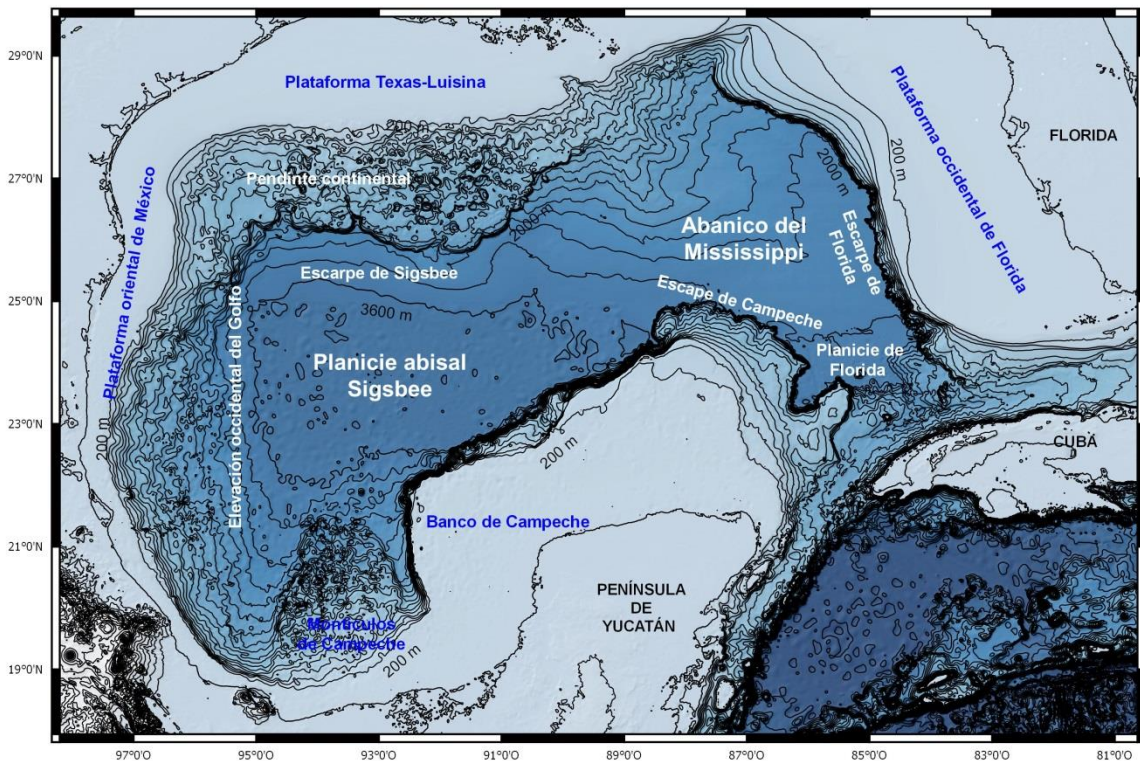 29°0'N
27°0'N
25°0'N
23°0'N
21°0'N
19°0'N
Plataforma Texas-Luisina
200 m
Plataforma occidental de Florida
FLORIDA
200 m
Pendinte continental
2000 m
Plataforma oriental de México
Abanico del
Mississippi
Escarpe de
Florida
Escarpe de Sigsbee
Escape de Campeche
3600 m
Elevación occidental del Golfo
Planicie abisal
Sigsbee
Planicie de
Florida
200 m
200 m
CUBA
Banco de Campeche
PENÍNSULA
DE
YUCATÁN
Montículos
de Campeche
200 m
97°0'O
95°0'O
93°0'O
91°0'O
89°0'O
87°0'O
85°0'O
83°0'O
81°0'O